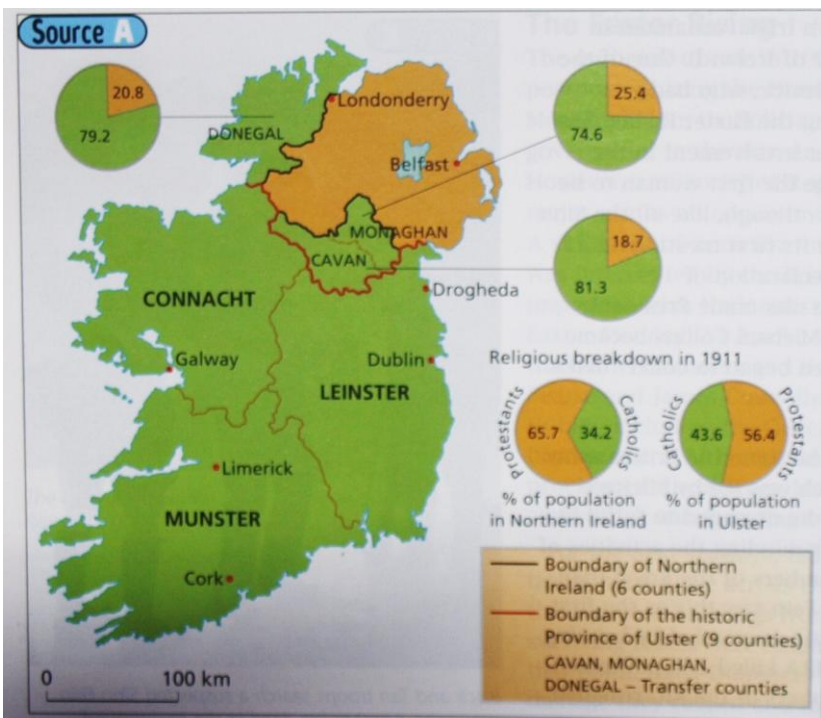 Source A
20.8
79.2
DONEGAL
Londonderry
Belfast
25.4
74.6
MONAGHAN
CAVAN
18.7
81.3
CONNACHT
Drogheda
Galway
Dublin
LEINSTER
Limerick
MUNSTER
Cork
0 100 km
Religious breakdown in 1911
Protestants
65.7
34.2
Catholics
% of population
in Northern Ireland
Catholics
43.6
56.4
Protestants
% of population
in Ulster
Boundary of Northern
Ireland (6 counties)
Boundary of the historic
Province of Ulster (9 counties)
CAVAN, MONAGHAN,
DONEGAL – Transfer counties